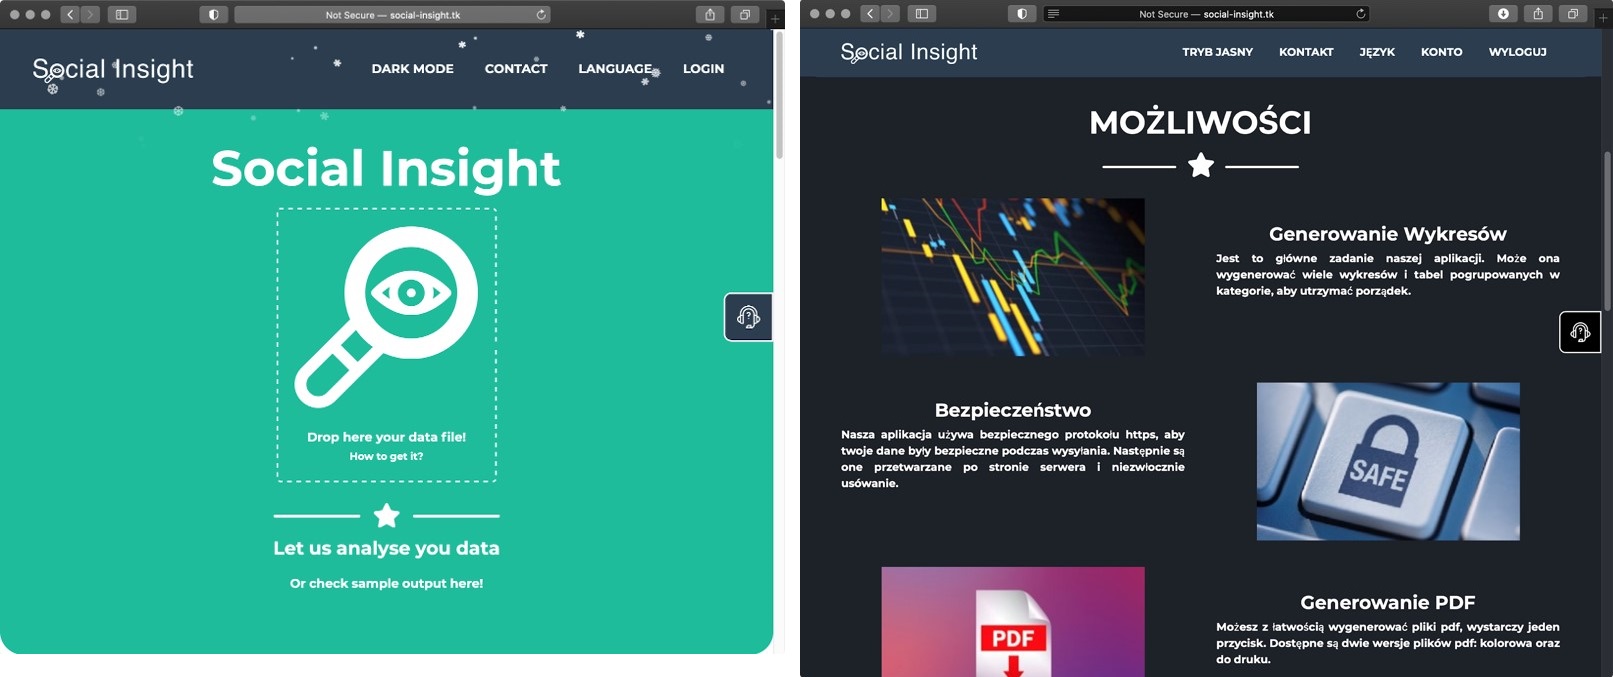 Not Secure — social-insight.tk
Social Insight
DARK MODE
CONTACT
LANGUAGE
LOGIN
Social Insight
Drop here your data file!
How to get it?
Let us analyse you data
Or check sample output here!
Not Secure — social-insight.tk
Social Insight
TRYB JASNY
KONTAKT
JĘZYK
KONTO
WYLOGUJ
MOŻLIWOŚCI
Generowanie Wykresów
Jest to główne zadanie naszej aplikacji. Może ona
wygenerować wiele wykresów i tabel pogrupowanych w
kategorie, aby utrzymać porządek.
Bezpieczeństwo
Nasza aplikacja używa bezpiecznego protokołu https, aby
twoje dane były bezpieczne podczas wysyłania. Następnie są
one przetwarzane po stronie serwera i niezwłocznie
usówanie.
SAFE
PDF
Generowanie PDF
Możesz z łatwością wygenerować pliki pdf, wystarczy jeden
przycisk. Dostępne są dwie wersje plików pdf: kolorowa oraz
do druku.